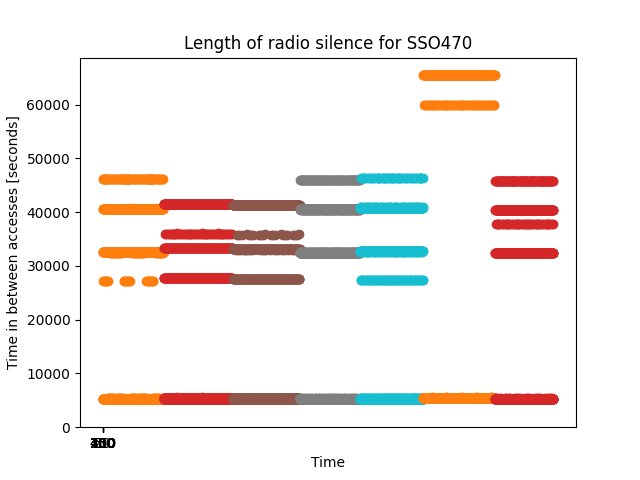 Length of radio silence for SSO470
60000
50000
40000
30000
20000
10000
0
Time in between accesses [seconds]
Time